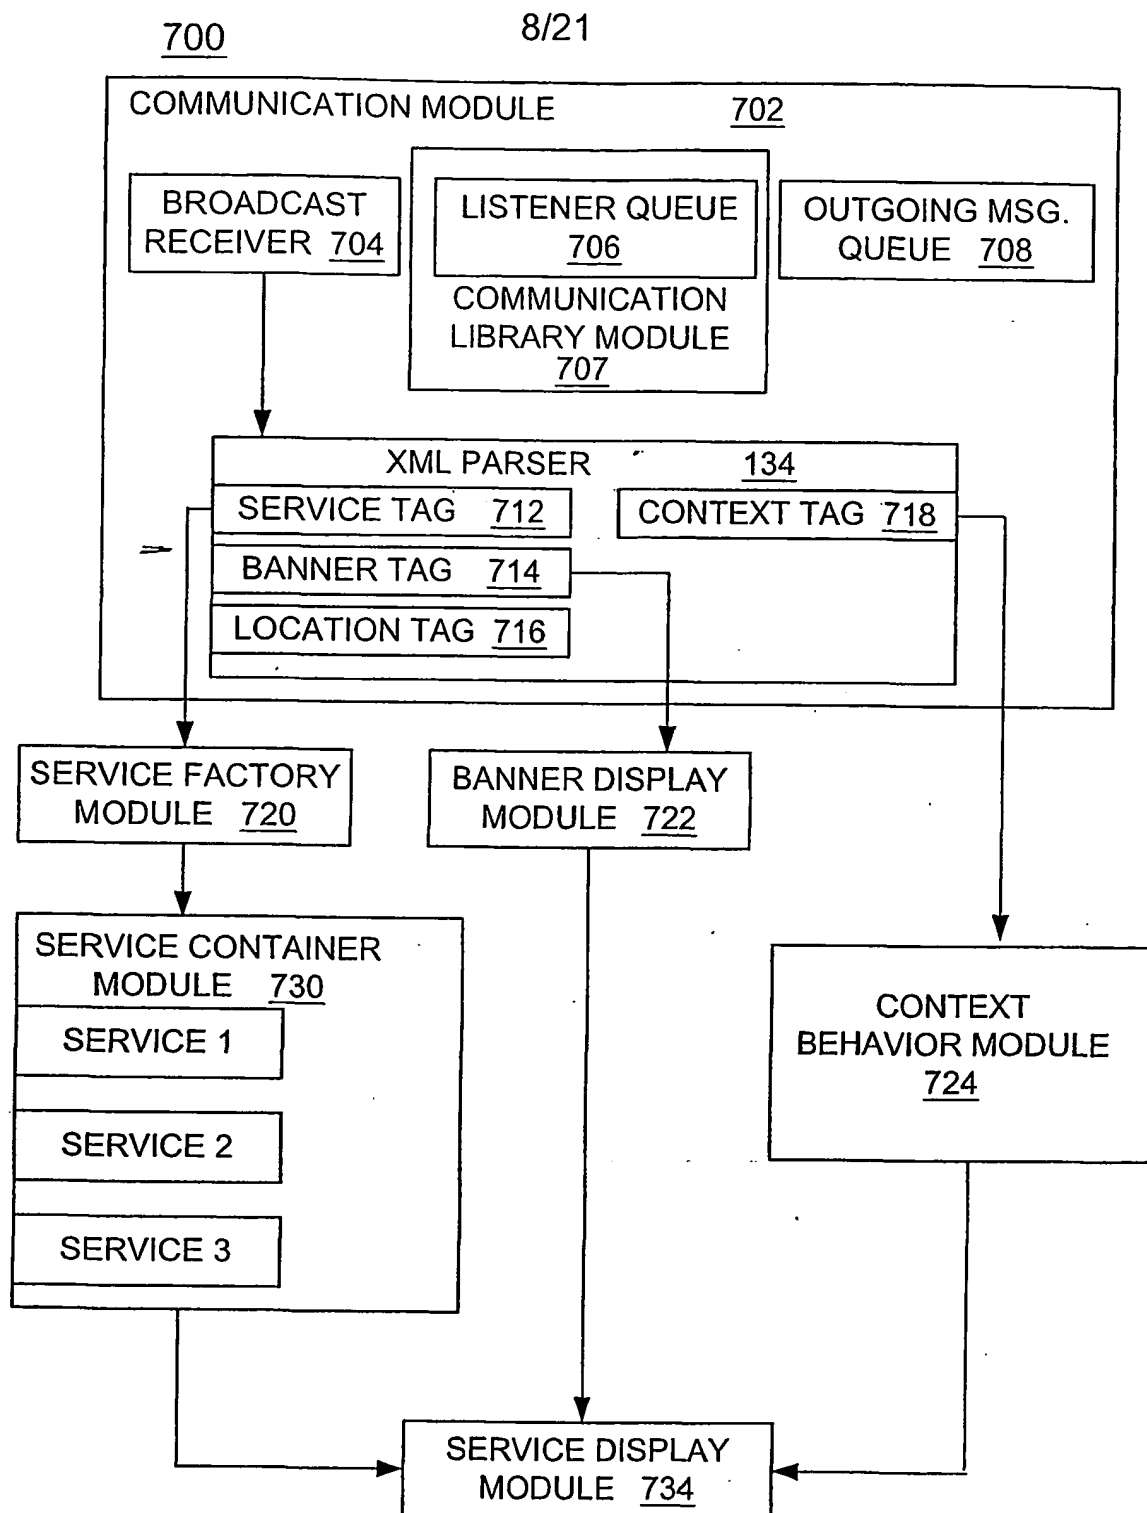 700
8/21
COMMUNICATION MODULE 702
BROADCAST
RECEIVER 704
LISTENER QUEUE
706
COMMUNICATION
LIBRARY MODULE
707
OUTGOING MSG.
QUEUE 708
XML PARSER 134
SERVICE TAG 712
CONTEXT TAG 718
BANNER TAG 714
LOCATION TAG 716
SERVICE FACTORY
MODULE 720
BANNER DISPLAY
MODULE 722
SERVICE CONTAINER
MODULE 730
SERVICE 1
SERVICE 2
SERVICE 3
CONTEXT
BEHAVIOR MODULE
724
SERVICE DISPLAY
MODULE 734